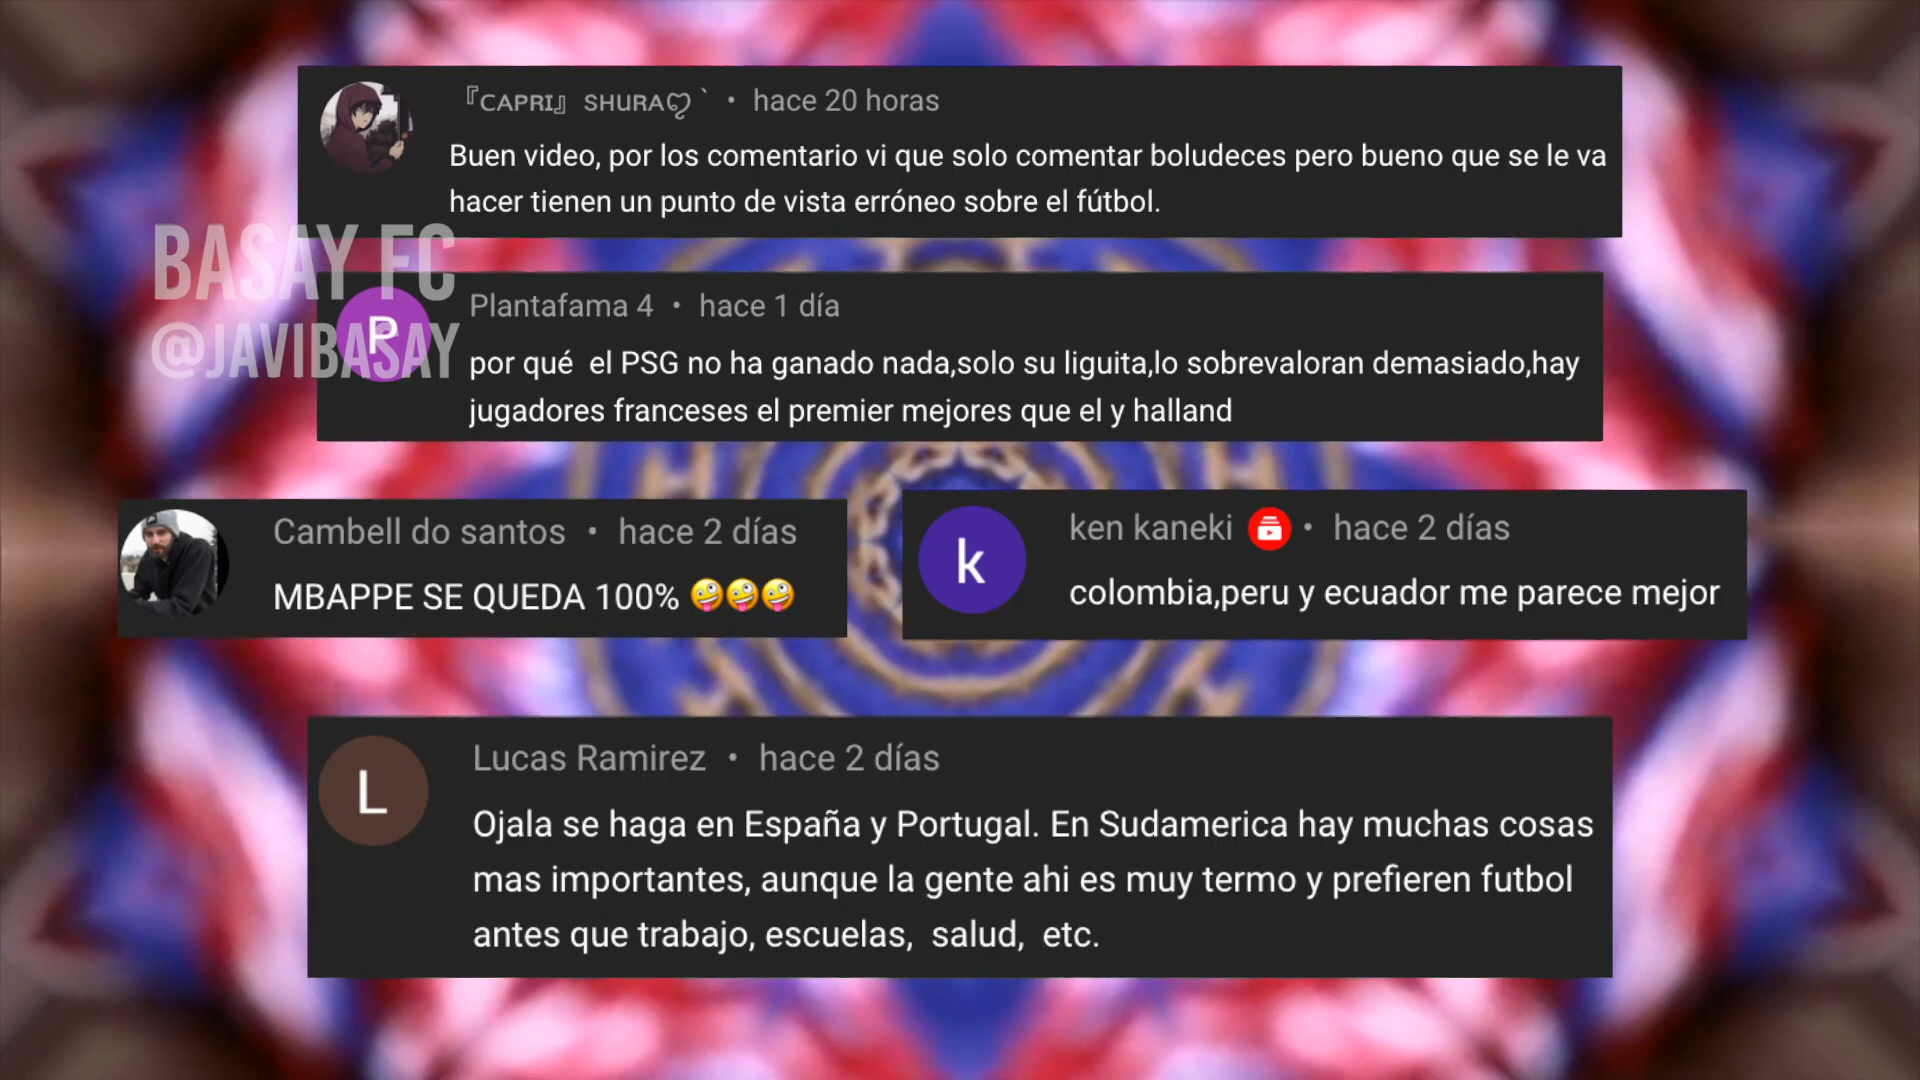 『CAPRI』 SHURAღ ` • hace 20 horas
Buen video, por los comentario vi que solo comentar boludeces pero bueno que se le va
hacer tienen un punto de vista erróneo sobre el fútbol.
BASAY FC
@JAVIBASAY
P
Plantafama 4 • hace 1 día
por qué  el PSG no ha ganado nada,solo su liguita,lo sobrevaloran demasiado,hay
jugadores franceses el premier mejores que el y halland
Cambell do santos • hace 2 días
MBAPPE SE QUEDA 100% 🤪🤪🤪
k
ken kaneki • hace 2 días
colombia,peru y ecuador me parece mejor
L
Lucas Ramirez • hace 2 días
Ojala se haga en España y Portugal. En Sudamerica hay muchas cosas
mas importantes, aunque la gente ahi es muy termo y prefieren futbol
antes que trabajo, escuelas,  salud,  etc.